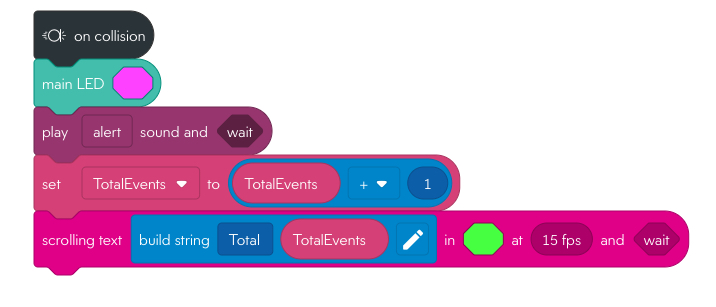 on collision
main LED
play alert sound and wait
set TotalEvents to TotalEvents + 1
scrolling text build string Total TotalEvents in at 15 fps and wait